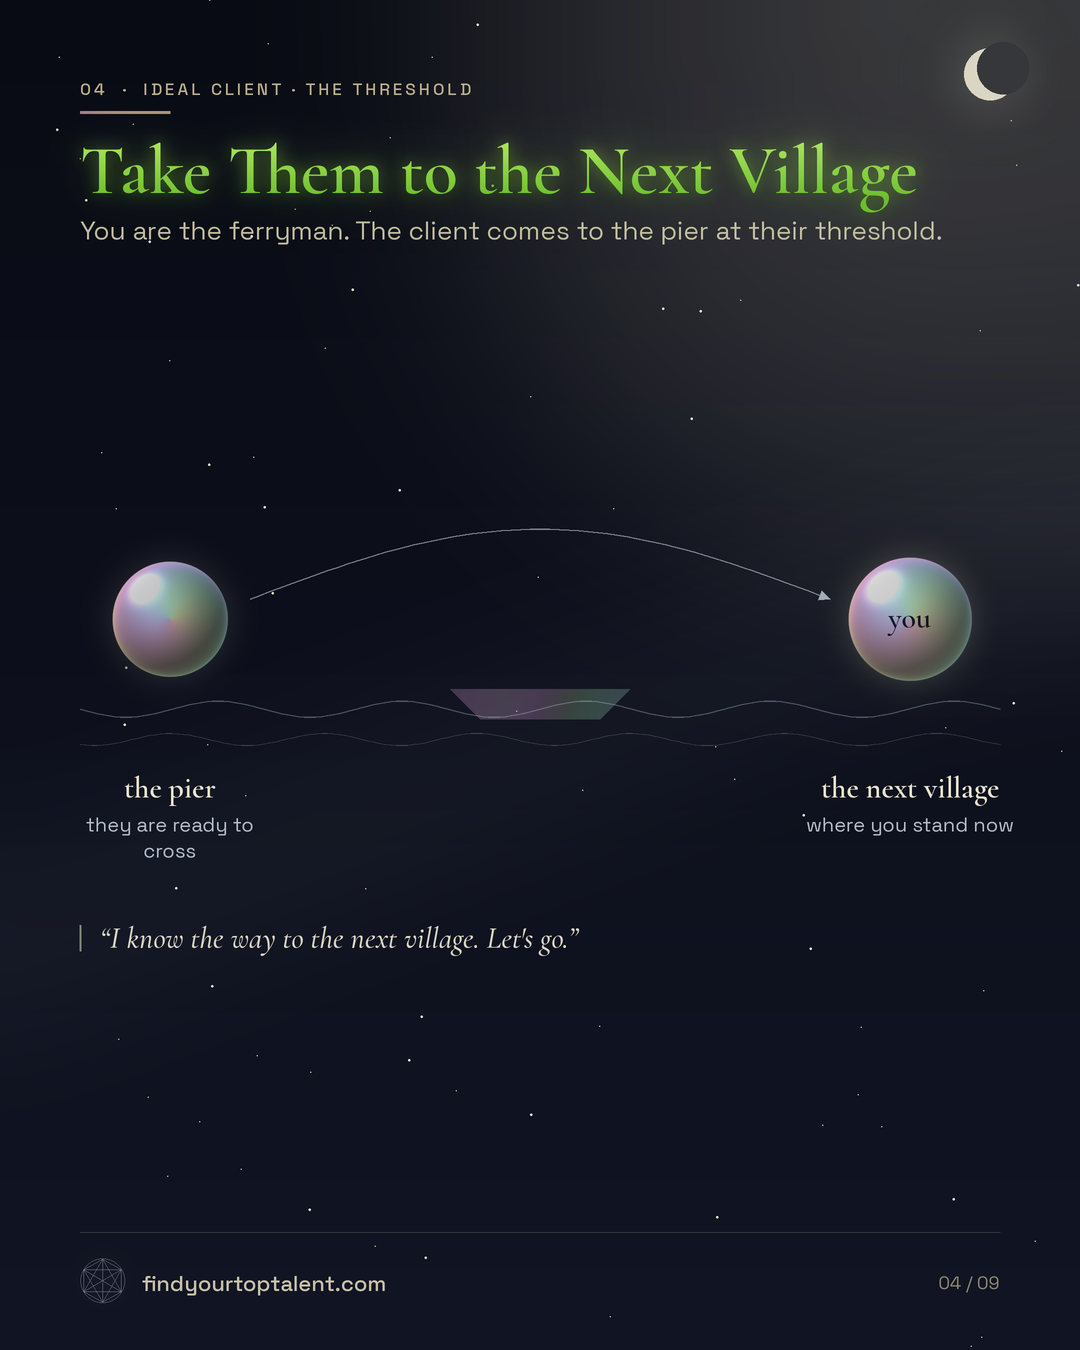 04 · IDEAL CLIENT · THE THRESHOLD
Take Them to the Next Village
You are the ferryman. The client comes to the pier at their threshold.
you
the pier
they are ready to
cross
the next village
where you stand now
“I know the way to the next village. Let's go.”
findyourtoptalent.com
04 / 09